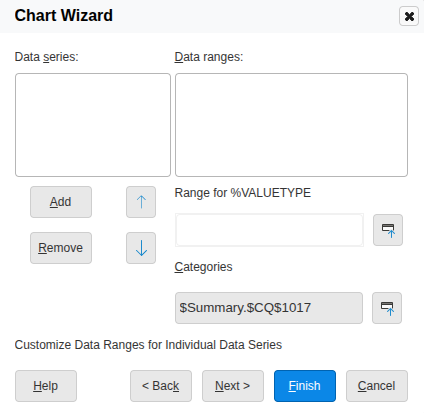 Chart Wizard
Data series:
Data ranges:
Add
Range for %VALUETYPE
Remove
Categories
$Summary.$CQ$1017
Customize Data Ranges for Individual Data Series
Help
< Back
Next >
Finish
Cancel